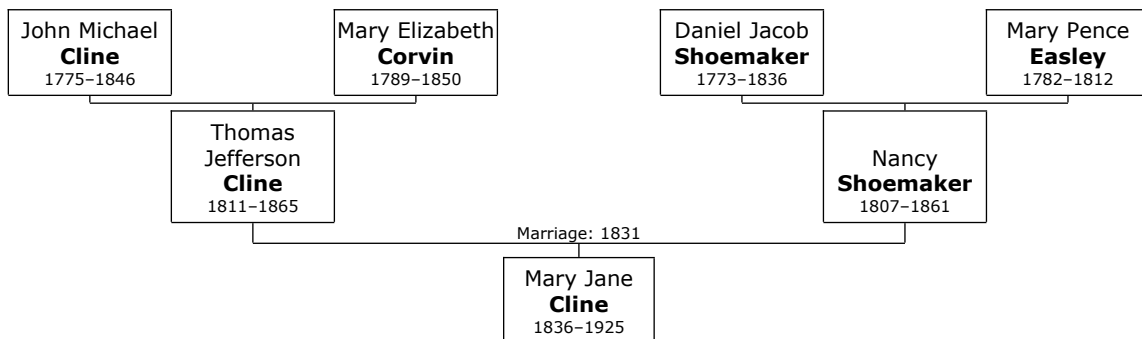 John Michael
Cline
1775–1846
Mary Elizabeth
Corvin
1789–1850
Daniel Jacob
Shoemaker
1773–1836
Mary Pence
Easley
1782–1812
Thomas
Jefferson
Cline
1811–1865
Nancy
Shoemaker
1807–1861
Marriage: 1831
Mary Jane
Cline
1836–1925